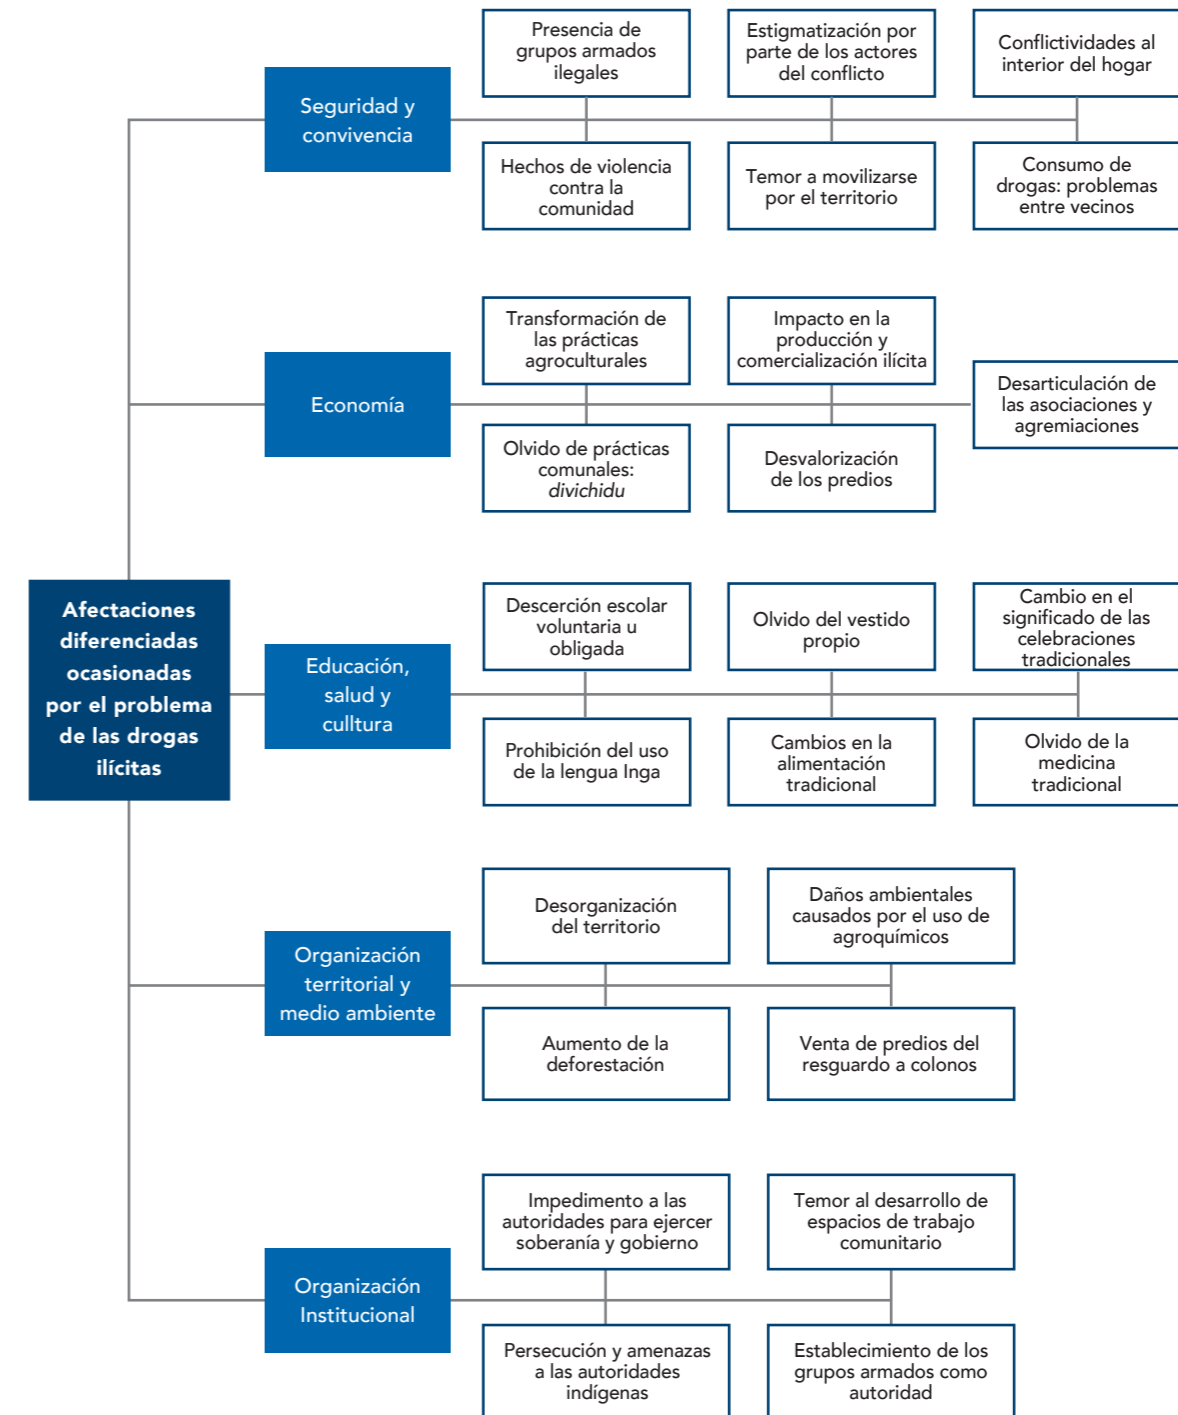 Afectaciones
diferenciadas
ocasionadas
por el problema
de las drogas
ilícitas
Seguridad y
convivencia
Presencia de
grupos armados
ilegales
Estigmatización por
parte de los actores
del conflicto
Conflictividades al
interior del hogar
Hechos de violencia
contra la
comunidad
Temor a movilizarse
por el territorio
Consumo de
drogas: problemas
entre vecinos
Economía
Transformación de
las prácticas
agroculturales
Impacto en la
producción y
comercialización ilícita
Desarticulación de
las asociaciones y
agremiaciones
Olvido de prácticas
comunales:
divichidu
Desvalorización
de los predios
Educación,
salud y
cultura
Descerción escolar
voluntaria u
obligada
Olvido del vestido
propio
Cambio en el
significado de las
celebraciones
tradicionales
Prohibición del uso
de la lengua Inga
Cambios en la
alimentación
tradicional
Olvido de la
medicina
tradicional
Organización
territorial y
medio ambiente
Desorganización
del territorio
Daños ambientales
causados por el uso de
agroquímicos
Aumento de la
deforestación
Venta de predios del
resguardo a colonos
Organización
Institucional
Impedimento a las
autoridades para ejercer
soberanía y gobierno
Temor al desarrollo de
espacios de trabajo
comunitario
Persecución y amenazas
a las autoridades
indígenas
Establecimiento de los
grupos armados como
autoridad